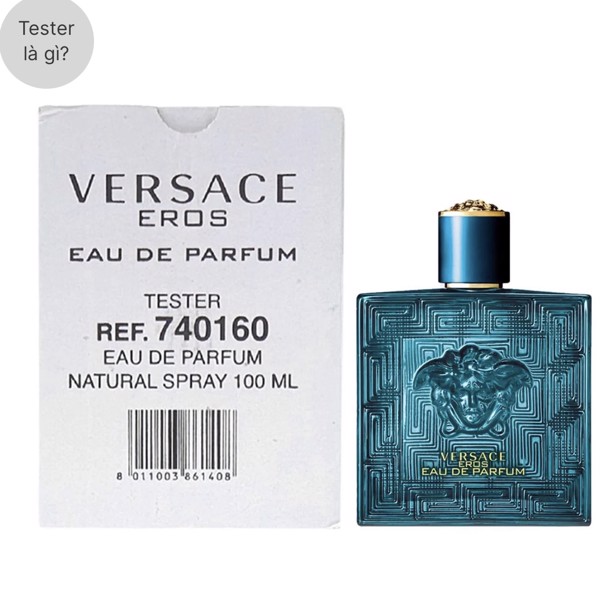 Tester
là gì?
VERSACE
EROS
EAU DE PARFUM
TESTER
REF. 740160
EAU DE PARFUM
NATURAL SPRAY 100 ML
8 011003 861408
VERSACE
EROS
EAU DE PARFUM